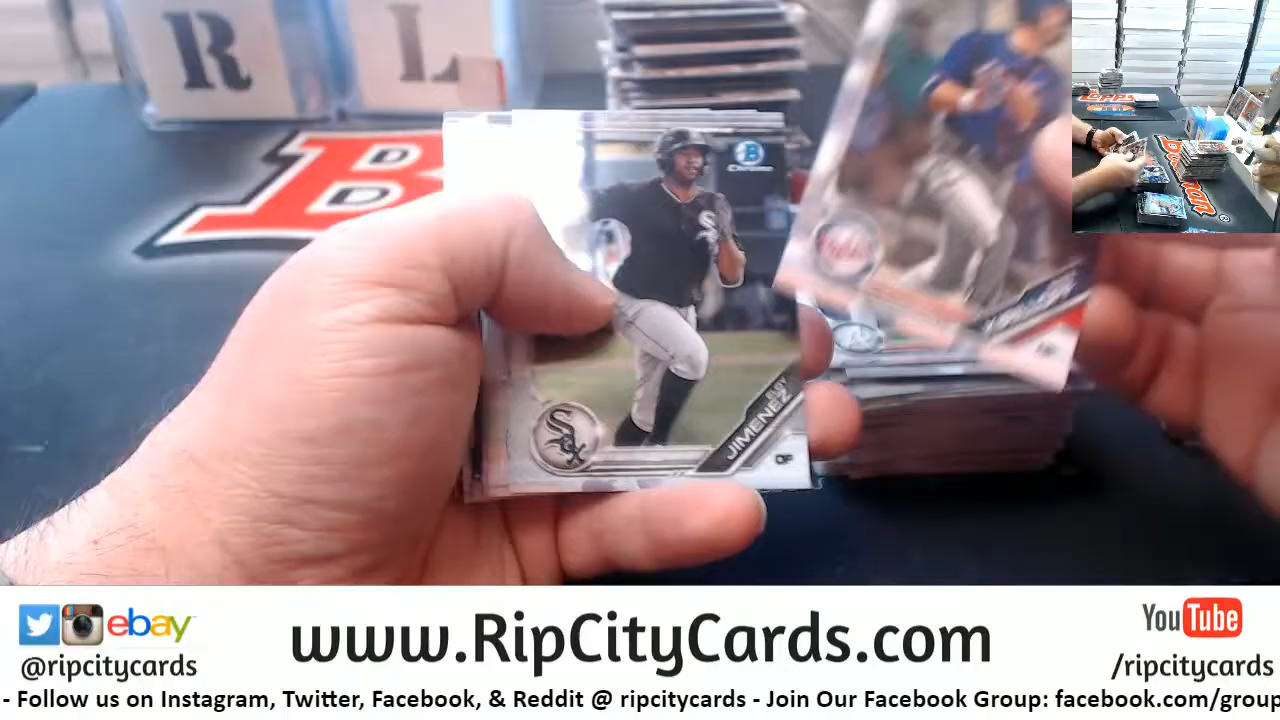 R L
B
B
Chrome
Sox
ELOY
JIMENEZ
OF
ebay
@ripcitycards
www.RipCityCards.com
YouTube
/ripcitycards
- Follow us on Instagram, Twitter, Facebook, & Reddit @ ripcitycards - Join Our Facebook Group: facebook.com/group